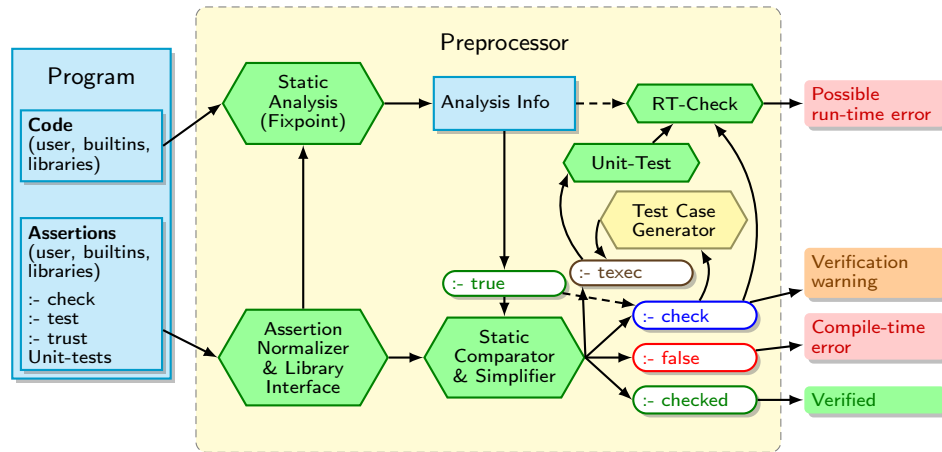 Preprocessor
Program
Code
(user, builtins,
libraries)
Assertions
(user, builtins,
libraries)
:- check
:- test
:- trust
Unit-tests
Static
Analysis
(Fixpoint)
Analysis Info
RT-Check
Possible
run-time error
Unit-Test
Test Case
Generator
:- texec
:- true
:- check
Verification
warning
Assertion
Normalizer
& Library
Interface
Static
Comparator
& Simplifier
:- false
Compile-time
error
:- checked
Verified